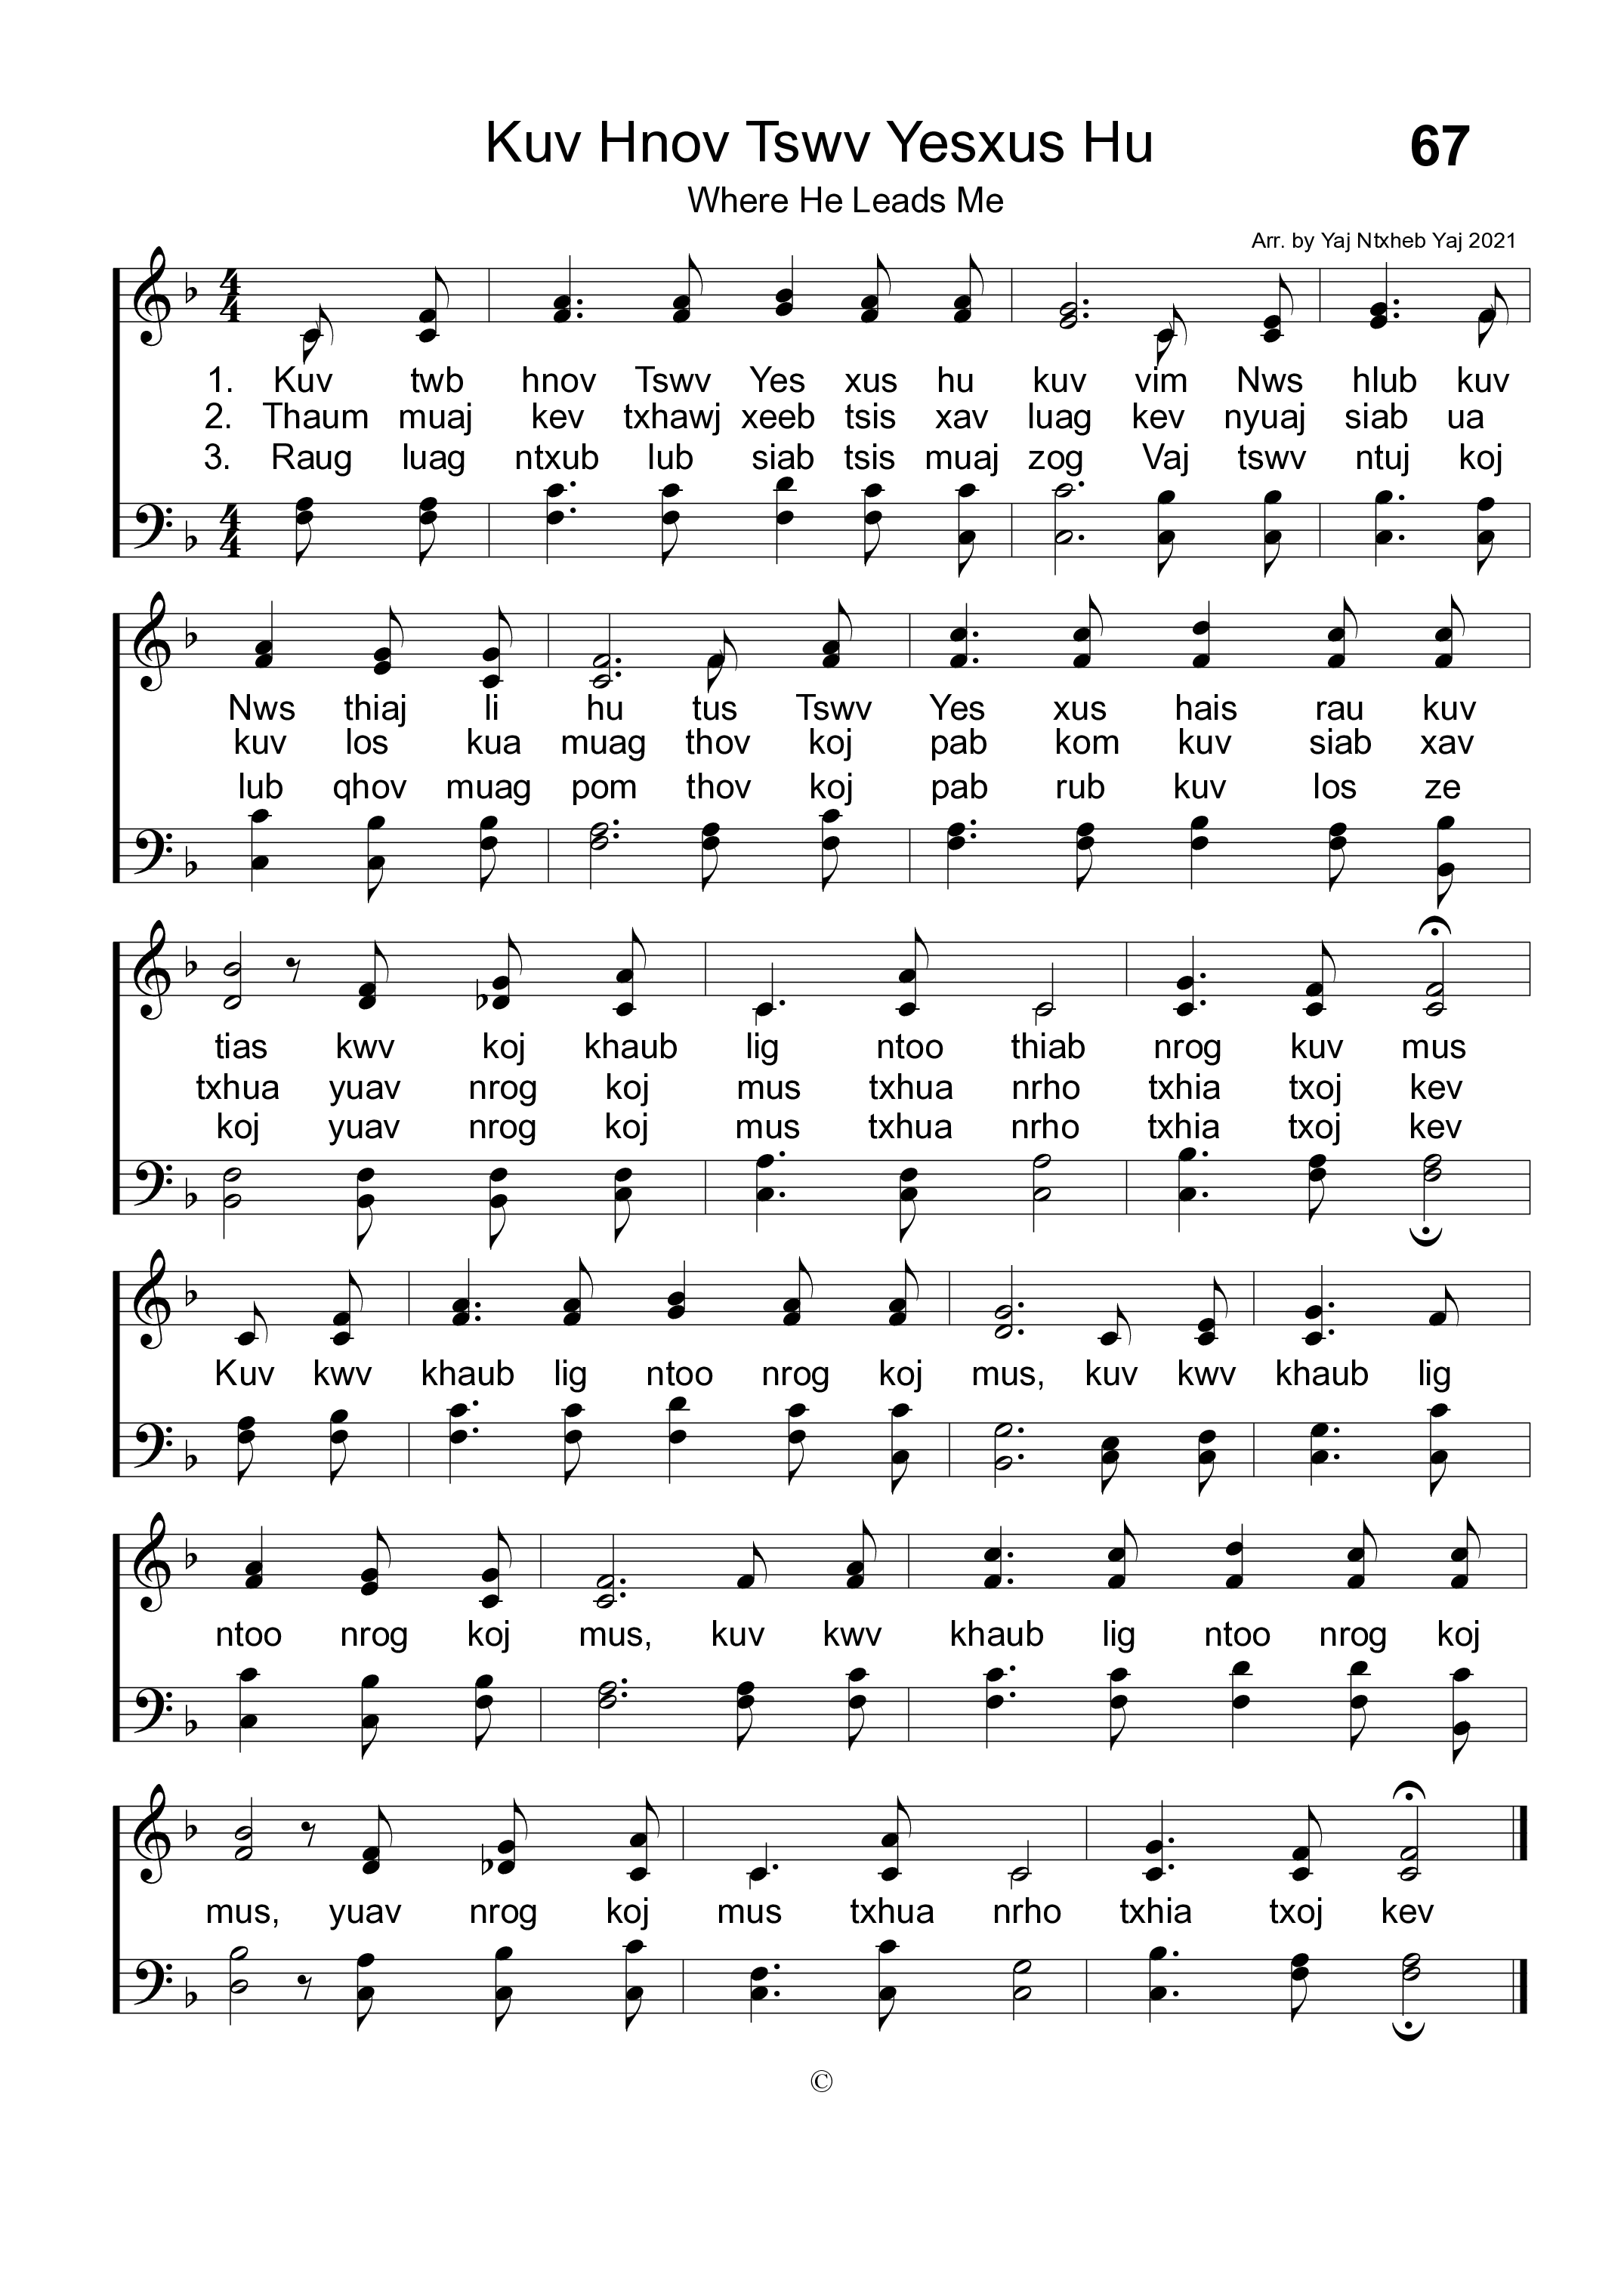 Kuv Hnov Tswv Yesxus Hu 67
Where He Leads Me
Arr. by Yaj Ntxheb Yaj 2021
1. Kuv twb hnov Tswv Yes xus hu kuv vim Nws hlub kuv
2. Thaum muaj kev txhawj xeeb tsis xav luag kev nyuaj siab ua
3. Raug luag ntxub lub siab tsis muaj zog Vaj tswv ntuj koj
Nws thiaj li hu tus Tswv Yes xus hais rau kuv
kuv los kua muag thov koj pab kom kuv siab xav
lub qhov muag pom thov koj pab rub kuv los ze
tias kwv koj khaub lig ntoo thiab nrog kuv mus
txhua yuav nrog koj mus txhua nrho txhia txoj kev
koj yuav nrog koj mus txhua nrho txhia txoj kev
Kuv kwv khaub lig ntoo nrog koj mus, kuv kwv khaub lig
ntoo nrog koj mus, kuv kwv khaub lig ntoo nrog koj
mus, yuav nrog koj mus txhua nrho txhia txoj kev
©